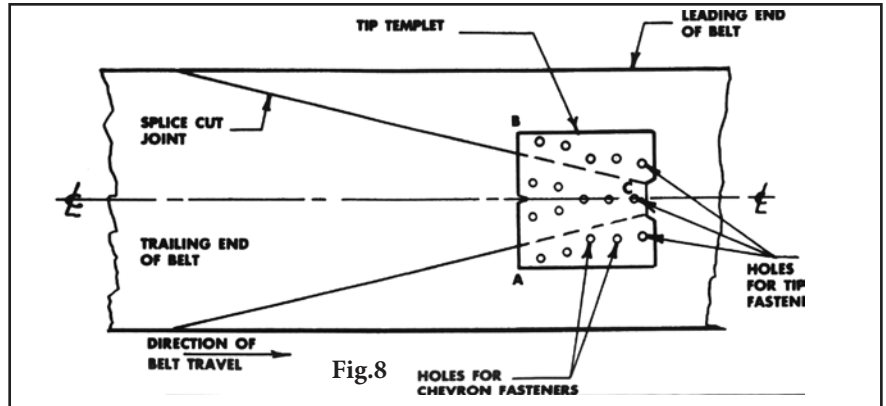 TIP TEMPLET
LEADING END
OF BELT
SPLICE CUT
JOINT
B
C
℄
℄
TRAILING END
OF BELT
A
HOLES
FOR TIP
DIRECTION OF
BELT TRAVEL
Fig.8
HOLES FOR
CHEVRON FASTENERS